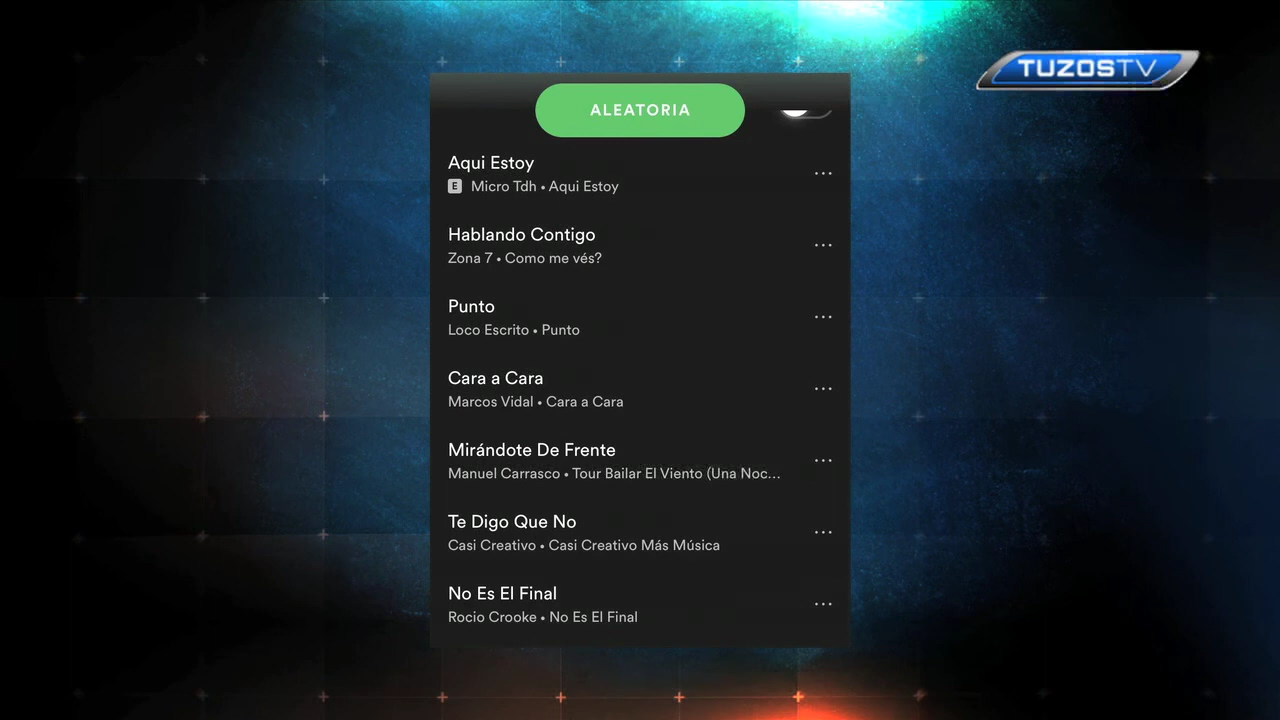 TUZOSTV
ALEATORIA
Aqui Estoy
E Micro Tdh • Aqui Estoy
Hablando Contigo
Zona 7 • Como me vés?
Punto
Loco Escrito • Punto
Cara a Cara
Marcos Vidal • Cara a Cara
Mirándote De Frente
Manuel Carrasco • Tour Bailar El Viento (Una Noc...
Te Digo Que No
Casi Creativo • Casi Creativo Más Música
No Es El Final
Rocio Crooke • No Es El Final